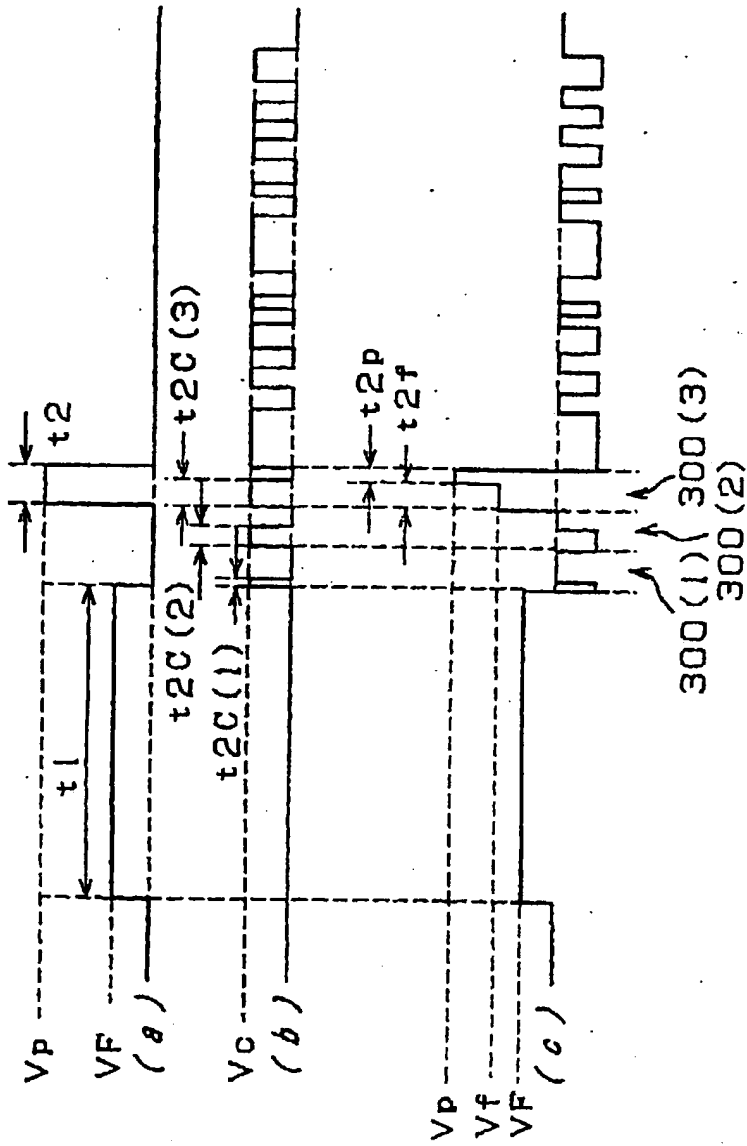 Vp
VF
(a)
t1
t2
Vc
(b)
t2C(1)
t2C(2)
t2C(3)
Vp
Vf
VF
(c)
t2p
t2f
300(1)
300(2)
300(3)